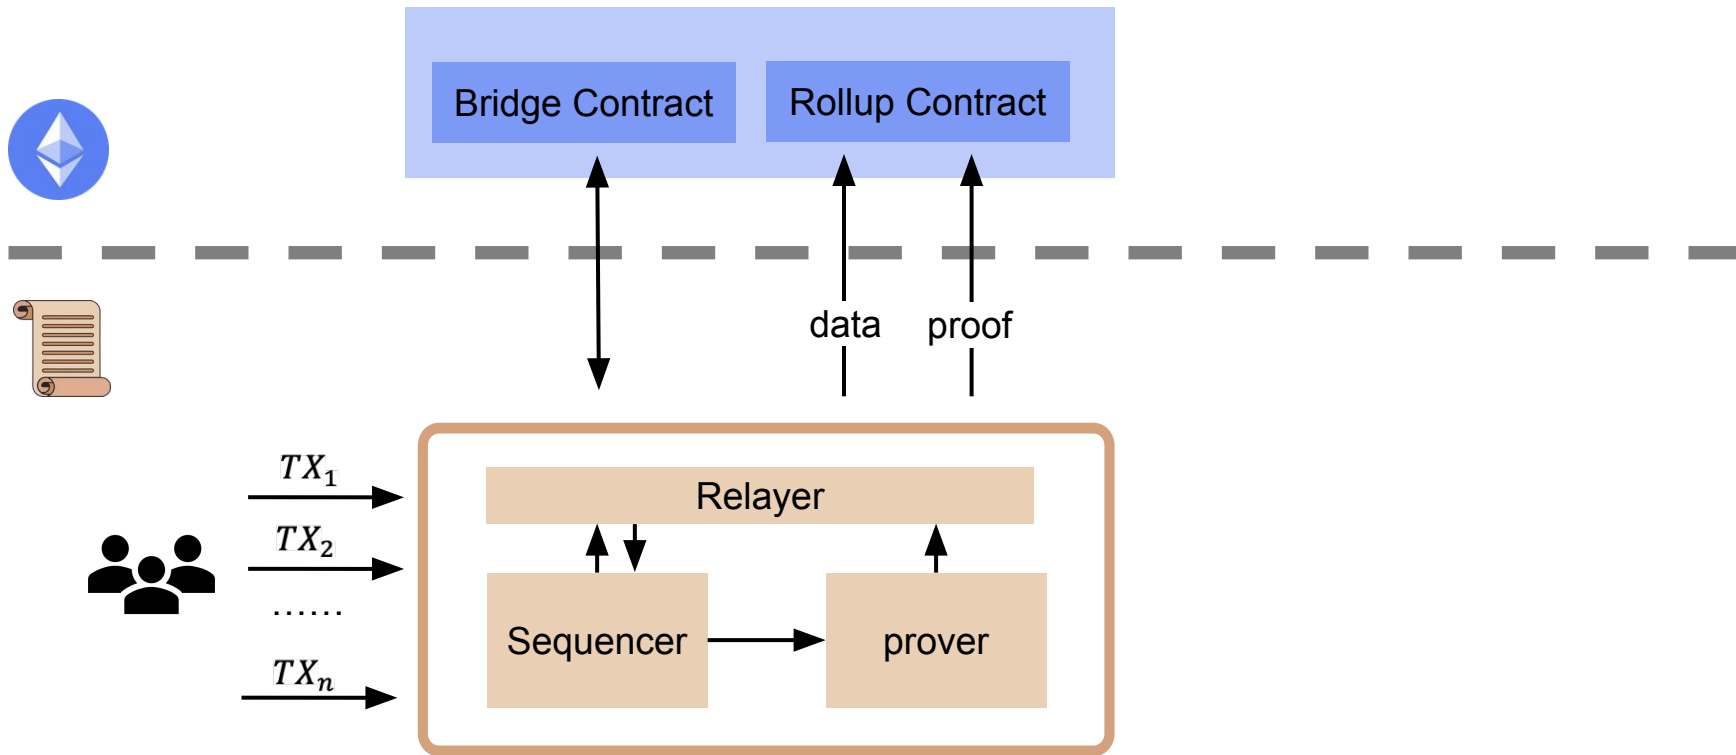 Bridge Contract
Rollup Contract
data
proof
TX₁
Relayer
TX₂
......
Sequencer
prover
TXₙ